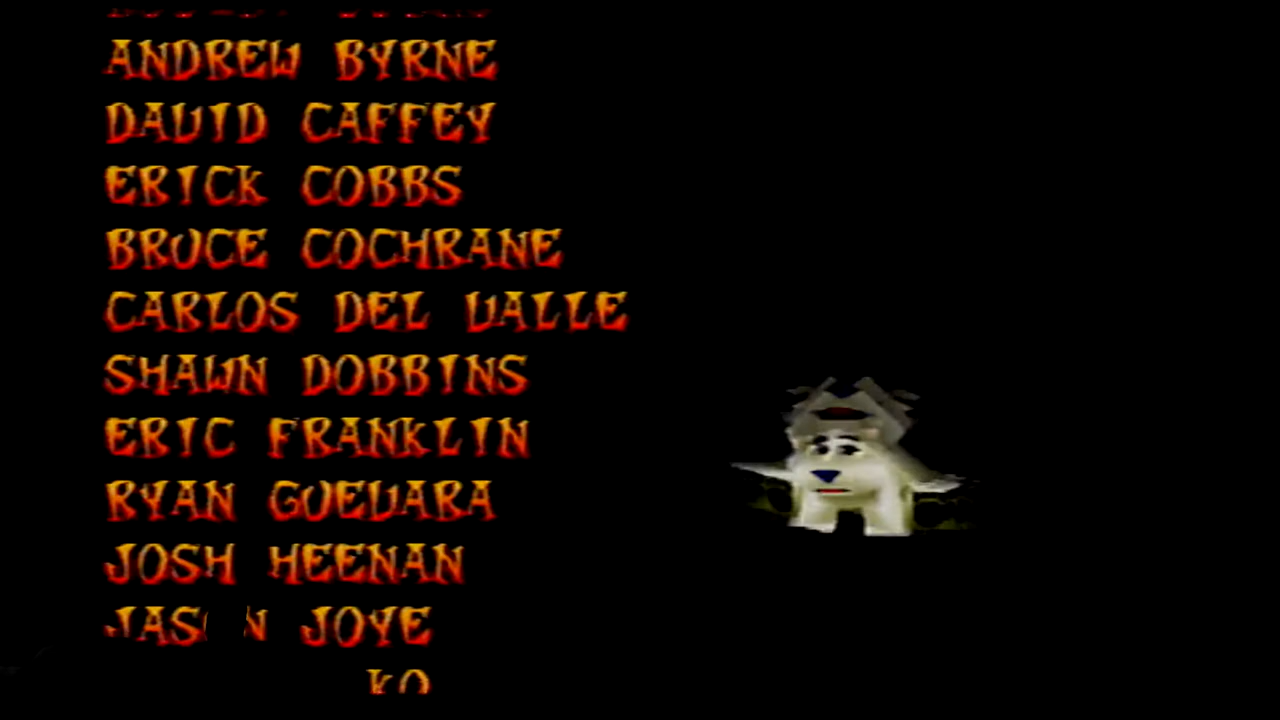 ANDREW BYRNE
DAVID CAFFEY
ERICK COBBS
BRUCE COCHRANE
CARLOS DEL VALLE
SHAWN DOBBINS
ERIC FRANKLIN
RYAN GUEVARA
JOSH HEENAN
JOYE